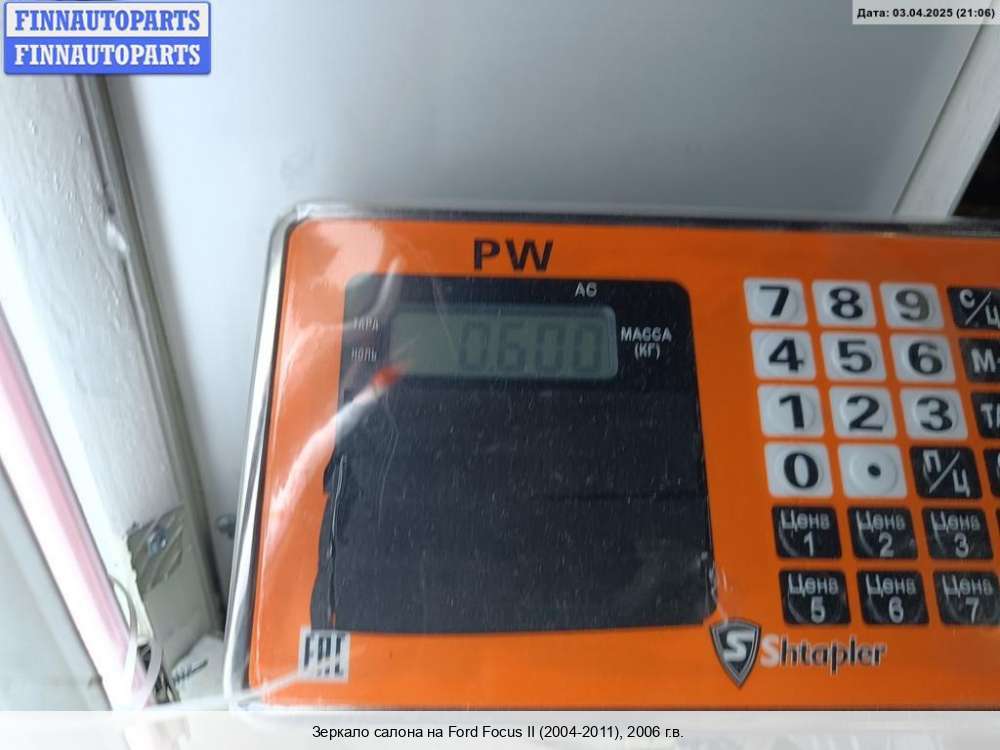 FINNAUTOPARTS
FINNAUTOPARTS
Дата: 03.04.2025 (21:06)
PW
AC
ТАРА
НОЛЬ
0.600
МАССА
(КГ)
7 8 9 С/Ц
4 5 6
1 2 3
0 . П/Ц
Цена 1 Цена 2 Цена 3
Цена 5 Цена 6 Цена 7
EAC
S Shtapler
Зеркало салона на Ford Focus II (2004-2011), 2006 г.в.